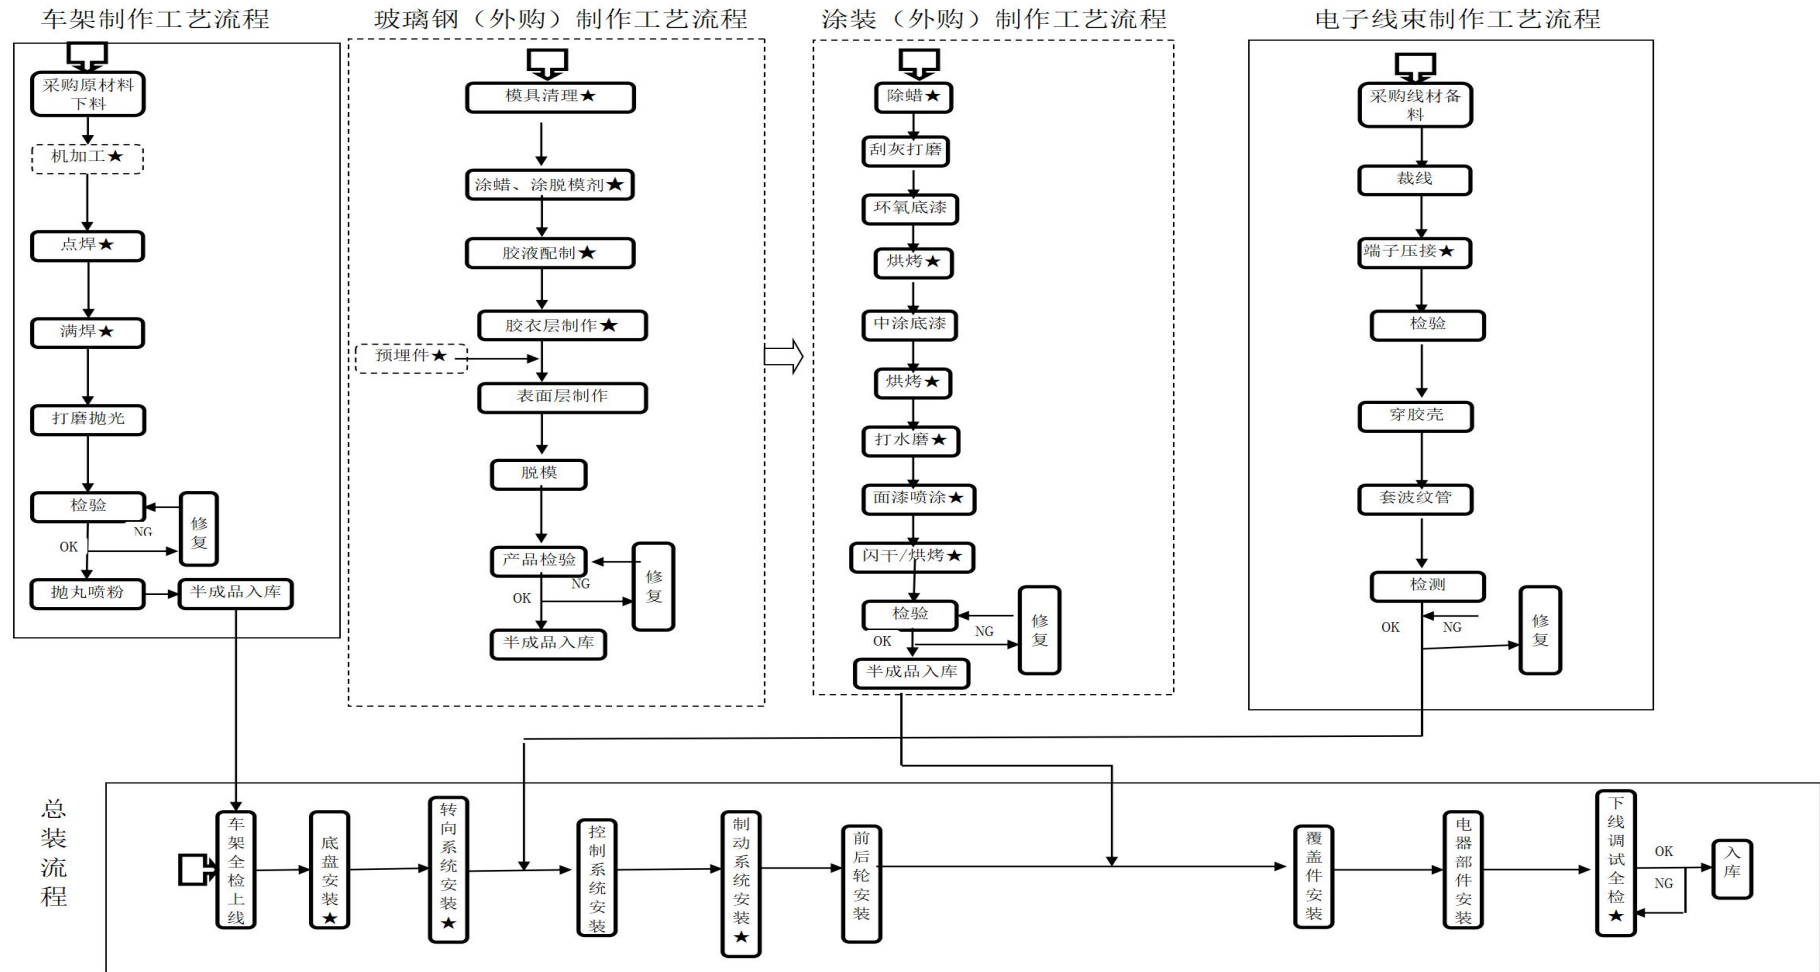 车架制作工艺流程
采购原材料
下料
机加工★
点焊★
满焊★
打磨抛光
检验
NG
OK
修复
抛丸喷粉
半成品入库
玻璃钢（外购）制作工艺流程
模具清理★
涂蜡、涂脱模剂★
胶液配制★
胶衣层制作★
预埋件★
表面层制作
脱模
产品检验
NG
OK
修复
半成品入库
涂装（外购）制作工艺流程
除蜡★
刮灰打磨
环氧底漆
烘烤★
中涂底漆
烘烤★
打水磨★
面漆喷涂★
闪干/烘烤★
检验
OK
NG
修复
半成品入库
电子线束制作工艺流程
采购线材备
料
裁线
端子压接★
检验
穿胶壳
套波纹管
检测
OK
NG
修复
总装流程
车架全检上线
底盘安装★
转向系统安装★
控制系统安装
制动系统安装★
前后轮安装
覆盖件安装
电器部件安装
下线调试全检★
OK
NG
入库